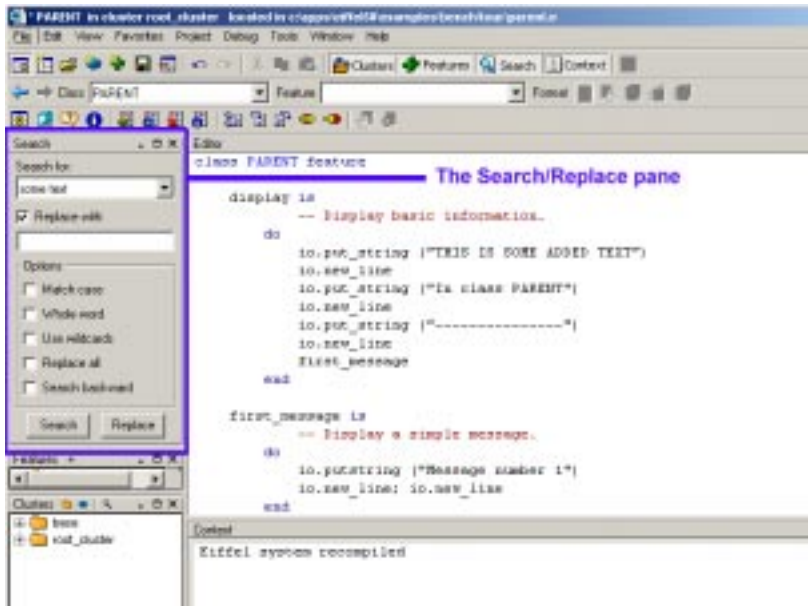 * PARENT in cluster root_cluster located in c:/apps/eiffel50/examples/bench/tour/parent.e
File Edit View Favorites Project Debug Tools Window Help
Clusters Features Search Context
Class PARENT Feature Format
Search
Search for:
some text
Replace with:
Options
Match case
Whole word
Use wildcards
Replace all
Search backward
Search Replace
Features
Clusters
base
root_cluster
Editor
class PARENT feature
The Search/Replace pane
display is
-- Display basic information.
do
io.put_string ("THIS IS SOME ADDED TEXT")
io.new_line
io.put_string ("In class PARENT")
io.new_line
io.put_string ("----------------")
io.new_line
first_message
end
first_message is
-- Display a simple message.
do
io.putstring ("Message number 1")
io.new_line; io.new_line
end
Context
Eiffel system recompiled